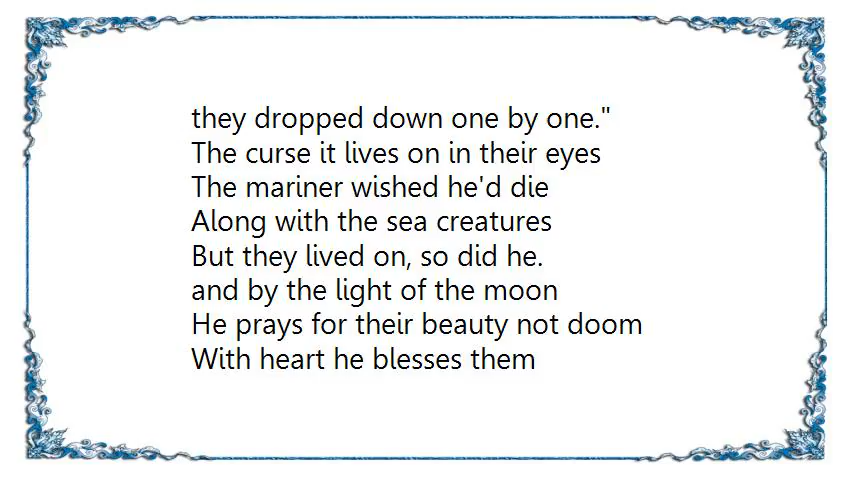 they dropped down one by one."
The curse it lives on in their eyes
The mariner wished he'd die
Along with the sea creatures
But they lived on, so did he.
and by the light of the moon
He prays for their beauty not doom
With heart he blesses them